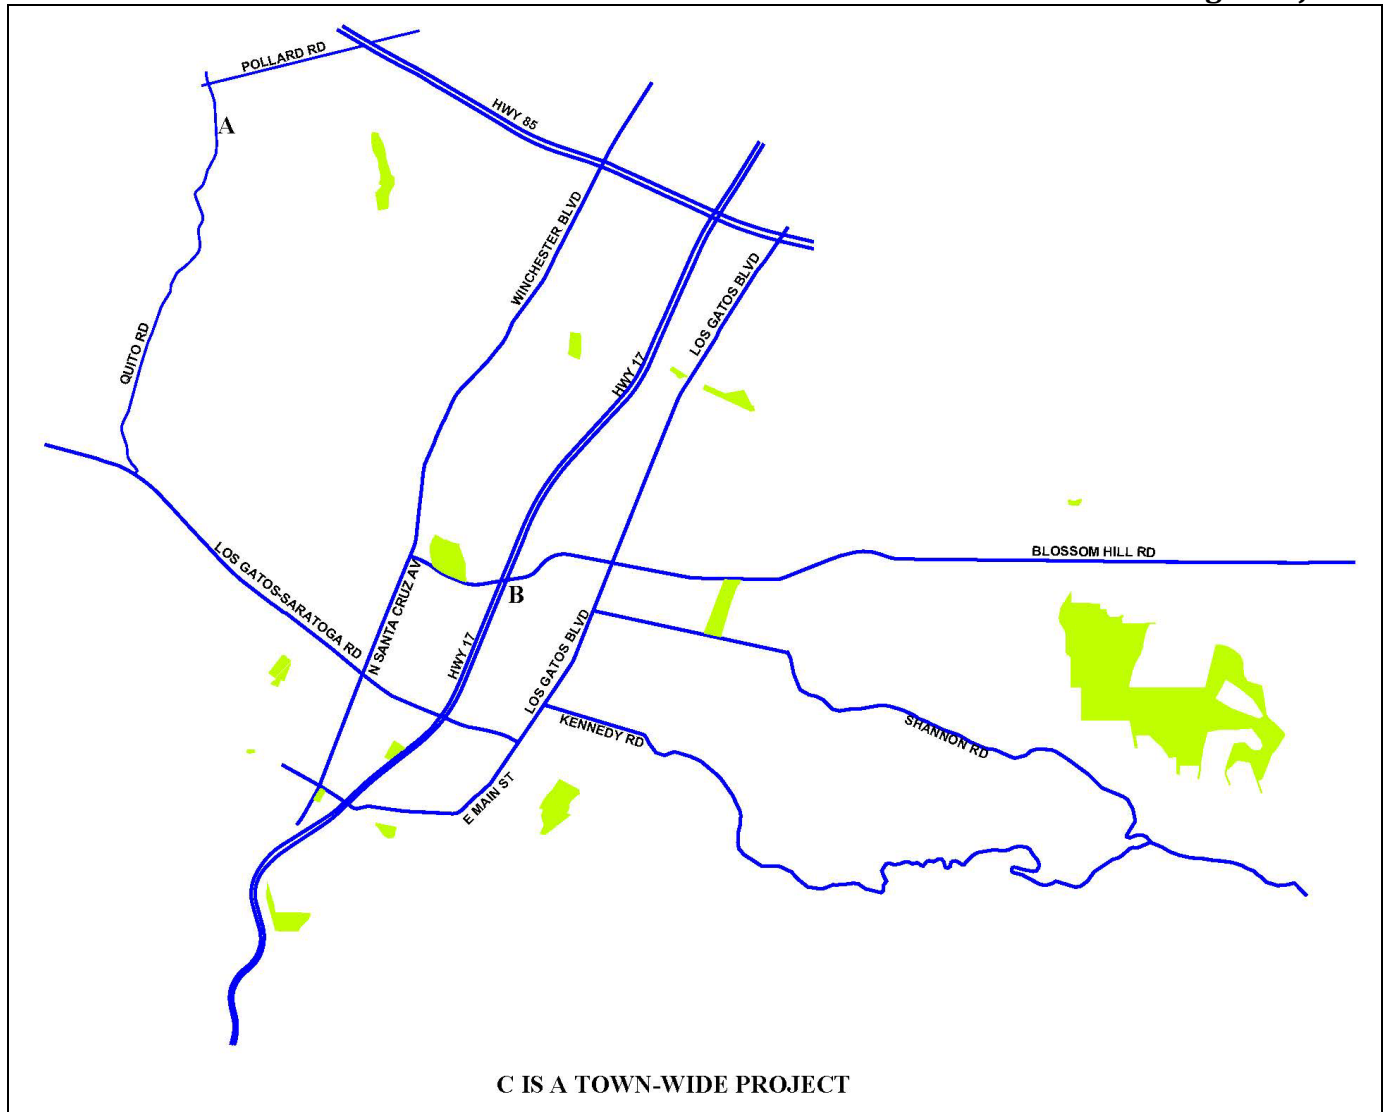 POLLARD RD
HWY 85
A
WINCHESTER BLVD
LOS GATOS BLVD
QUITO RD
HWY 17
LOS GATOS-SARATOGA RD
BLOSSOM HILL RD
N SANTA CRUZ AV
B
HWY 17
LOS GATOS BLVD
KENNEDY RD
SHANNON RD
E MAIN ST
C IS A TOWN-WIDE PROJECT